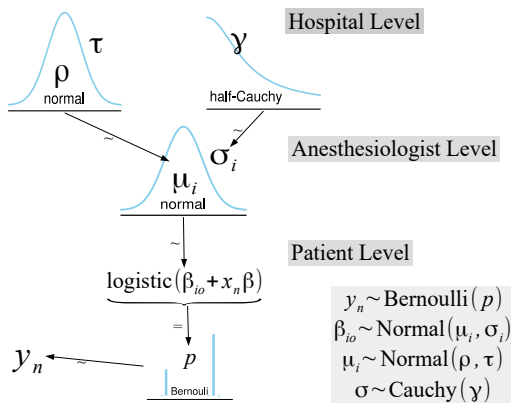 Hospital Level
τ
γ
ρ
normal
half-Cauchy
~
~
Anesthesiologist Level
σ_i
μ_i
normal
~
Patient Level
logistic(β_io + x_n β)
=
y_n ~ Bernoulli(p)
β_io ~ Normal(μ_i, σ_i)
μ_i ~ Normal(ρ, τ)
σ ~ Cauchy(γ)
y_n
~
p
Bernouli